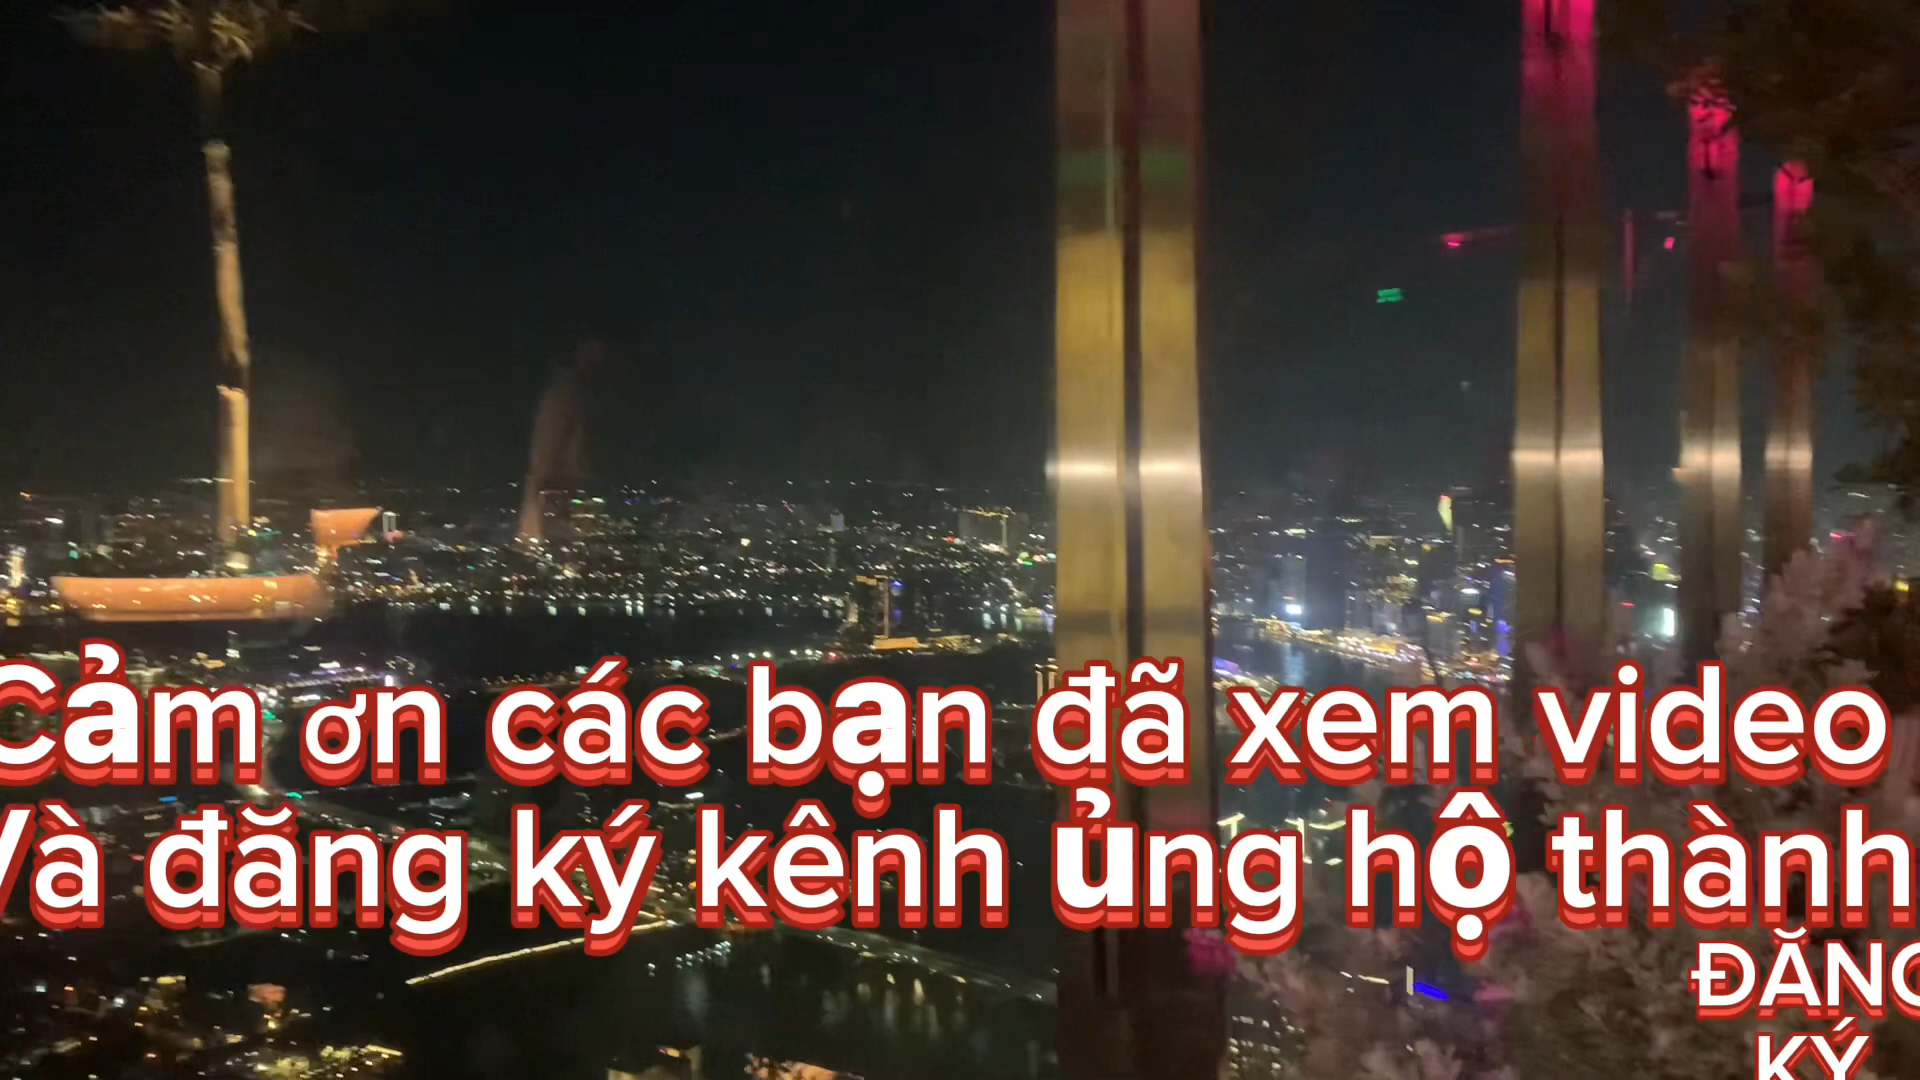 Cảm ơn các bạn đã xem video
Và đăng ký kênh ủng hộ thành
ĐĂNG
KÝ